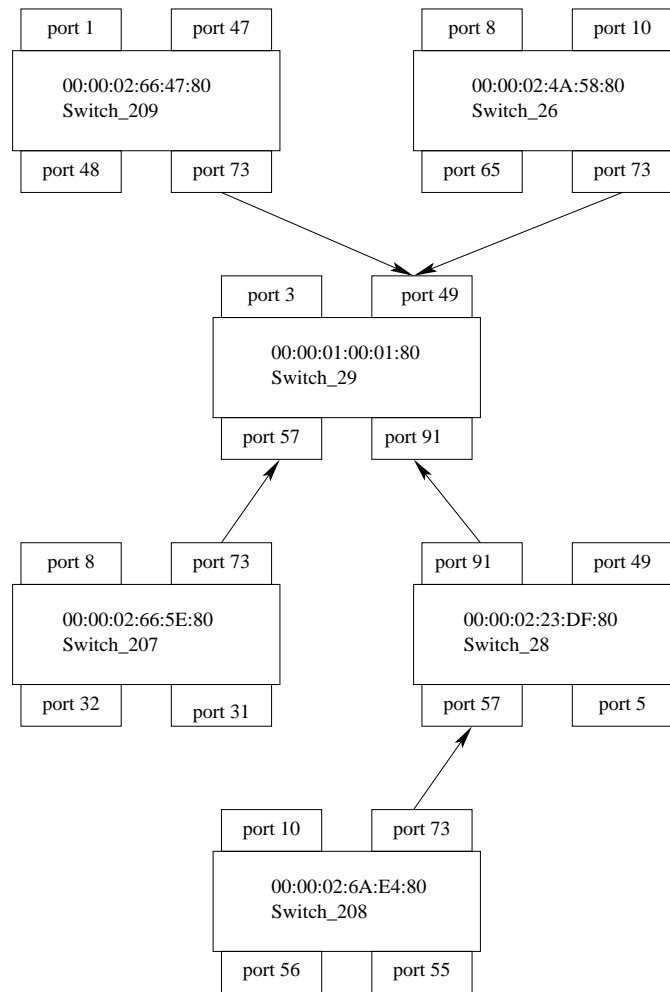 port 1
port 47
00:00:02:66:47:80
Switch_209
port 48
port 73
port 8
port 10
00:00:02:4A:58:80
Switch_26
port 65
port 73
port 3
port 49
00:00:01:00:01:80
Switch_29
port 57
port 91
port 8
port 73
00:00:02:66:5E:80
Switch_207
port 32
port 31
port 91
port 49
00:00:02:23:DF:80
Switch_28
port 57
port 5
port 10
port 73
00:00:02:6A:E4:80
Switch_208
port 56
port 55